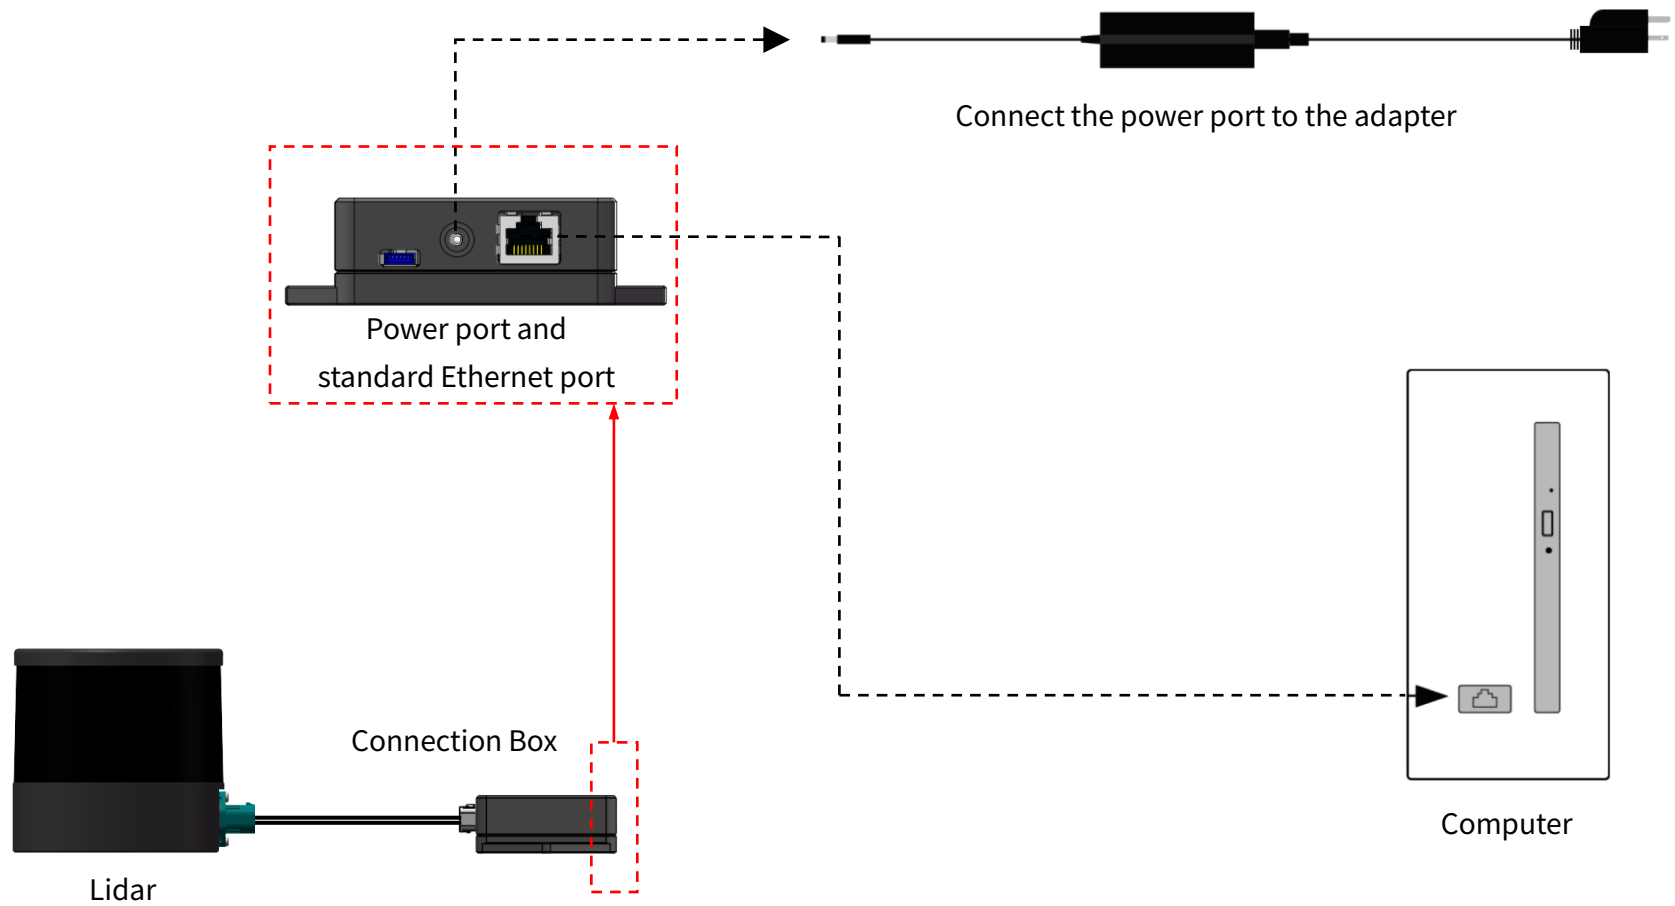 Connect the power port to the adapter
Power port and
standard Ethernet port
Connection Box
Computer
Lidar